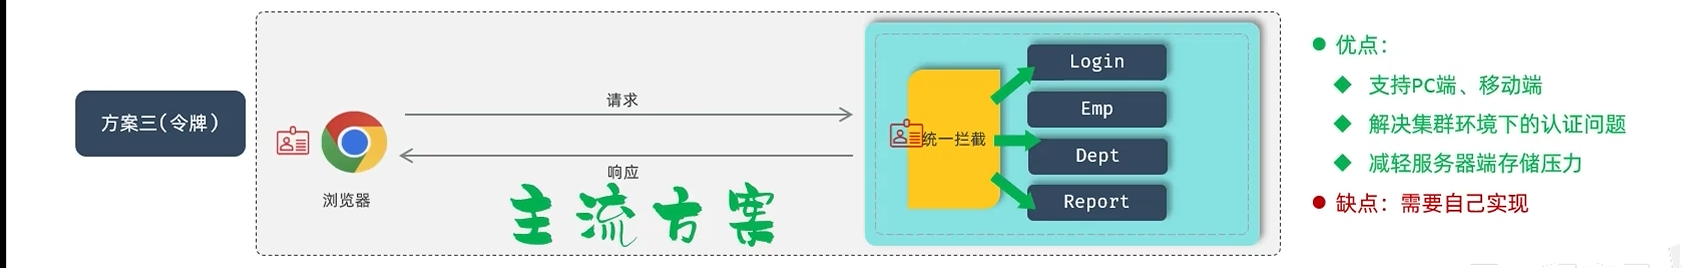 方案三(令牌)
浏览器
请求
响应
主流方案
统一拦截
Login
Emp
Dept
Report
优点：
支持PC端、移动端
解决集群环境下的认证问题
减轻服务器端存储压力
缺点：需要自己实现